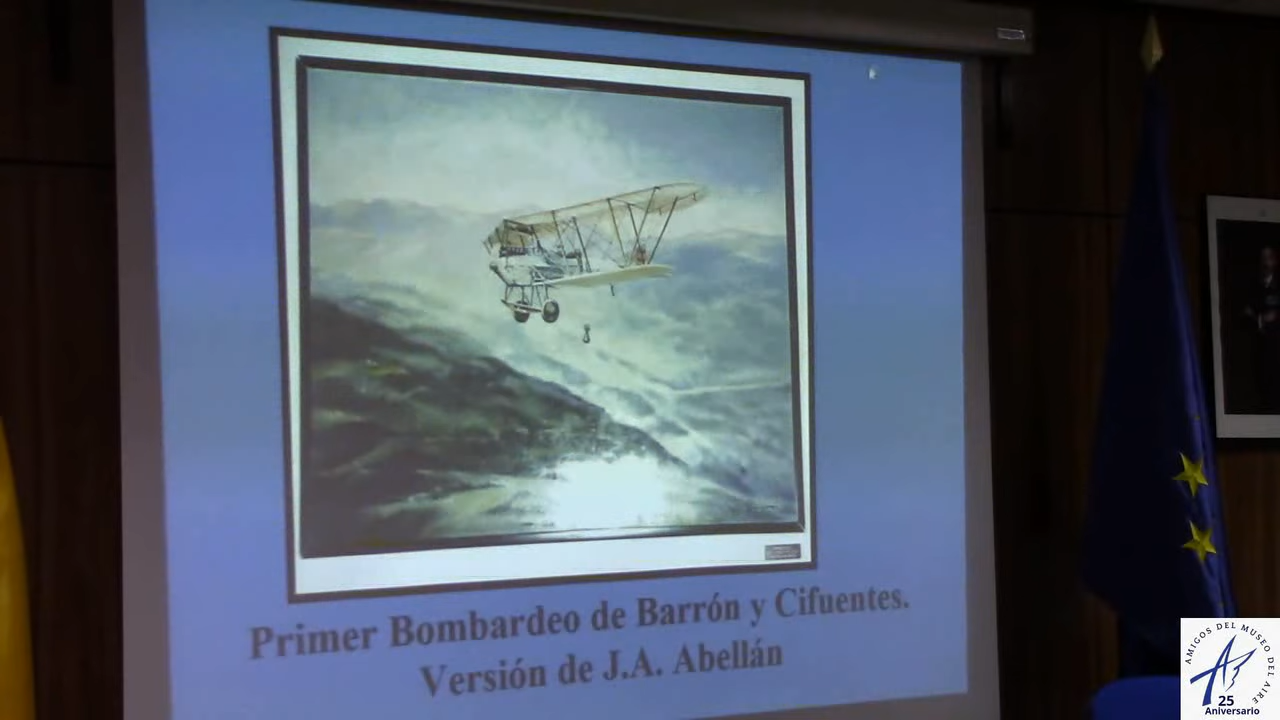 Primer Bombardeo de Barrón y Cifuentes.
Versión de J.A. Abellán
AMIGOS DEL MUSEO DEL AIRE
25
Aniversario